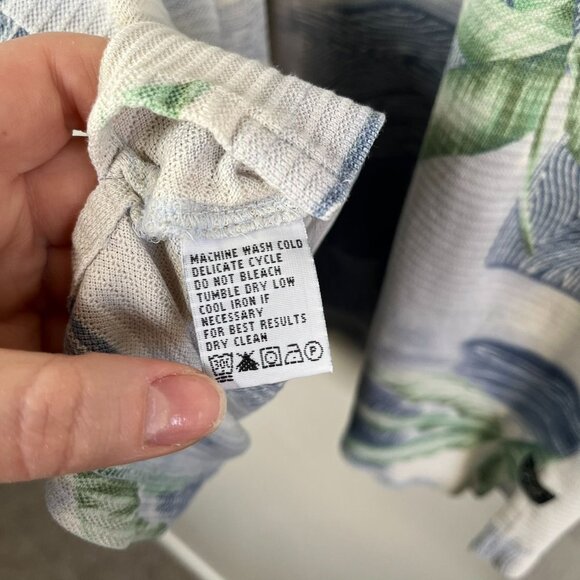 MACHINE WASH COLD
DELICATE CYCLE
DO NOT BLEACH
TUMBLE DRY LOW
COOL IRON IF
NECESSARY
FOR BEST RESULTS
DRY CLEAN
30C P